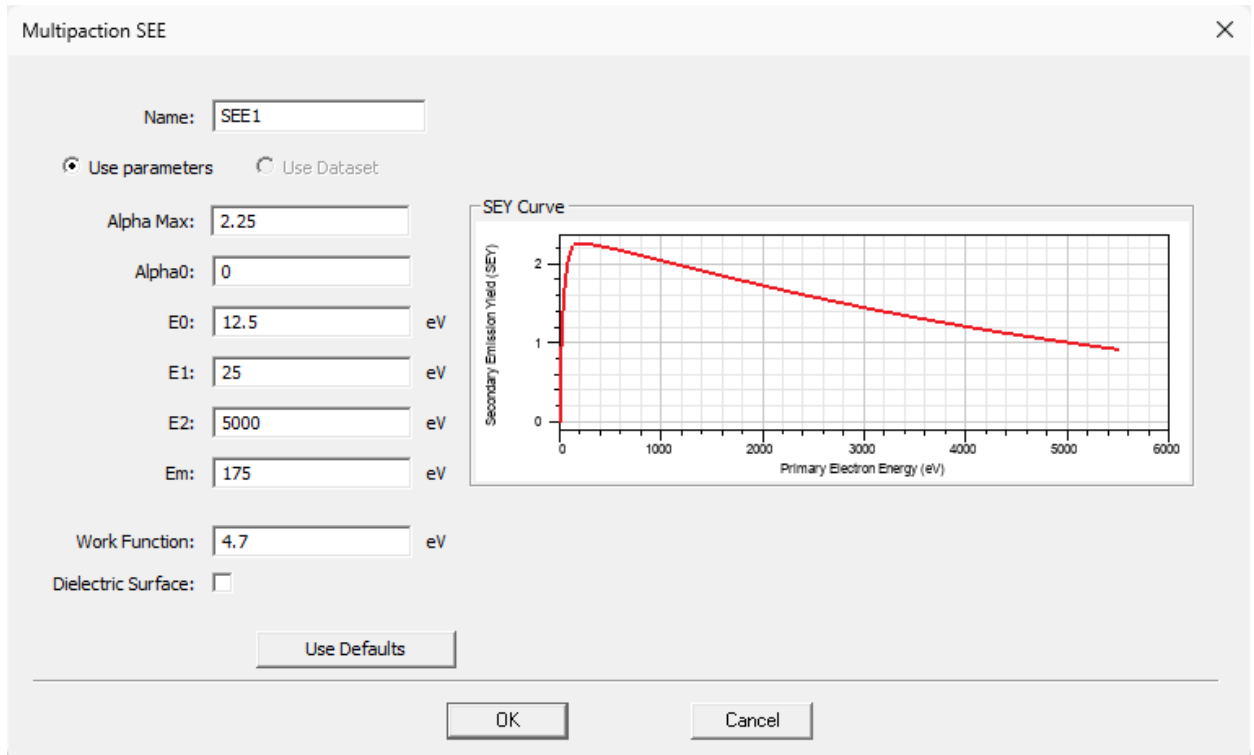 Multipaction SEE
Name: SEE1
Use parameters Use Dataset
Alpha Max: 2.25
Alpha0: 0
E0: 12.5 eV
E1: 25 eV
E2: 5000 eV
Em: 175 eV
Work Function: 4.7 eV
Dielectric Surface:
Use Defaults
SEY Curve
Secondary Emission Yield (SEY)
2
1
0
0 1000 2000 3000 4000 5000 6000
Primary Electron Energy (eV)
OK Cancel